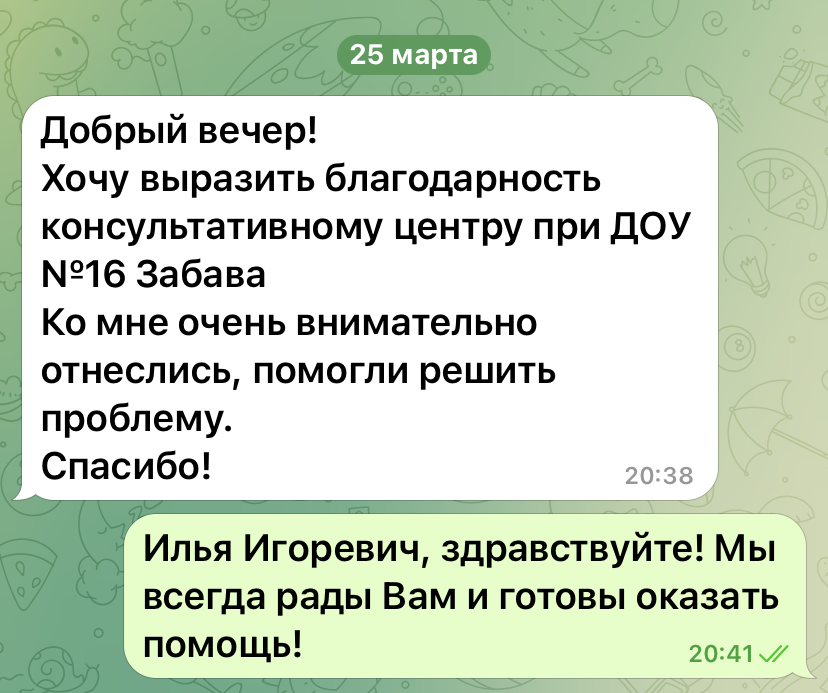 25 марта
Добрый вечер!
Хочу выразить благодарность
консультативному центру при ДОУ
№16 Забава
Ко мне очень внимательно
отнеслись, помогли решить
проблему.
Спасибо!
20:38
Илья Игоревич, здравствуйте! Мы
всегда рады Вам и готовы оказать
помощь!
20:41